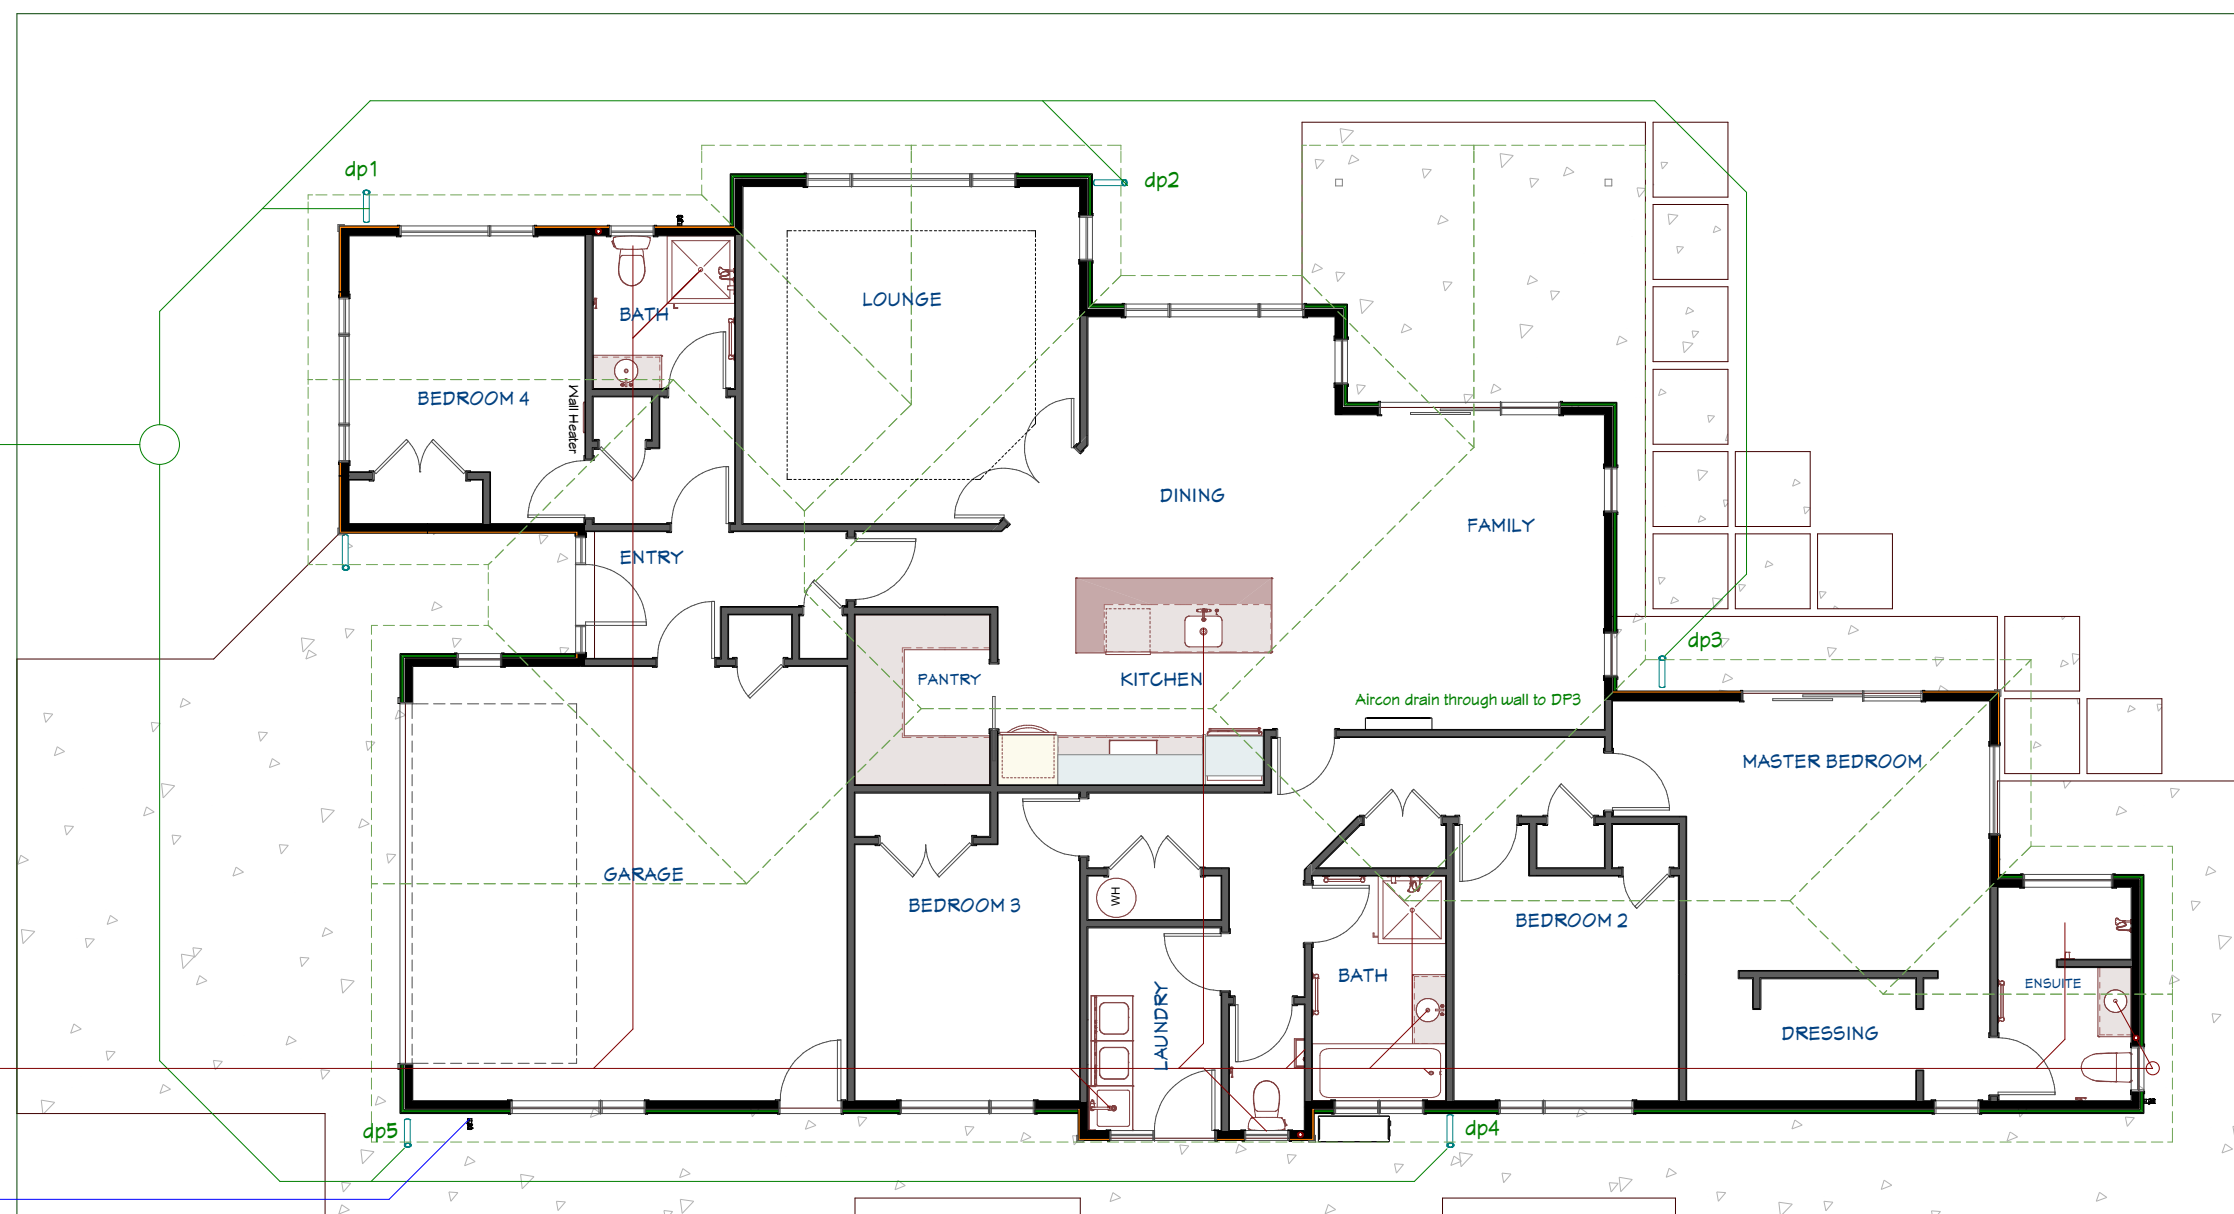 dp1
dp2
LOUNGE
BATH
BEDROOM 4
Wall Heater
DINING
FAMILY
ENTRY
dp3
PANTRY
KITCHEN
Aircon drain through wall to DP3
MASTER BEDROOM
GARAGE
WH
BEDROOM 3
BEDROOM 2
BATH
ENSUITE
LAUNDRY
DRESSING
dp5
dp4